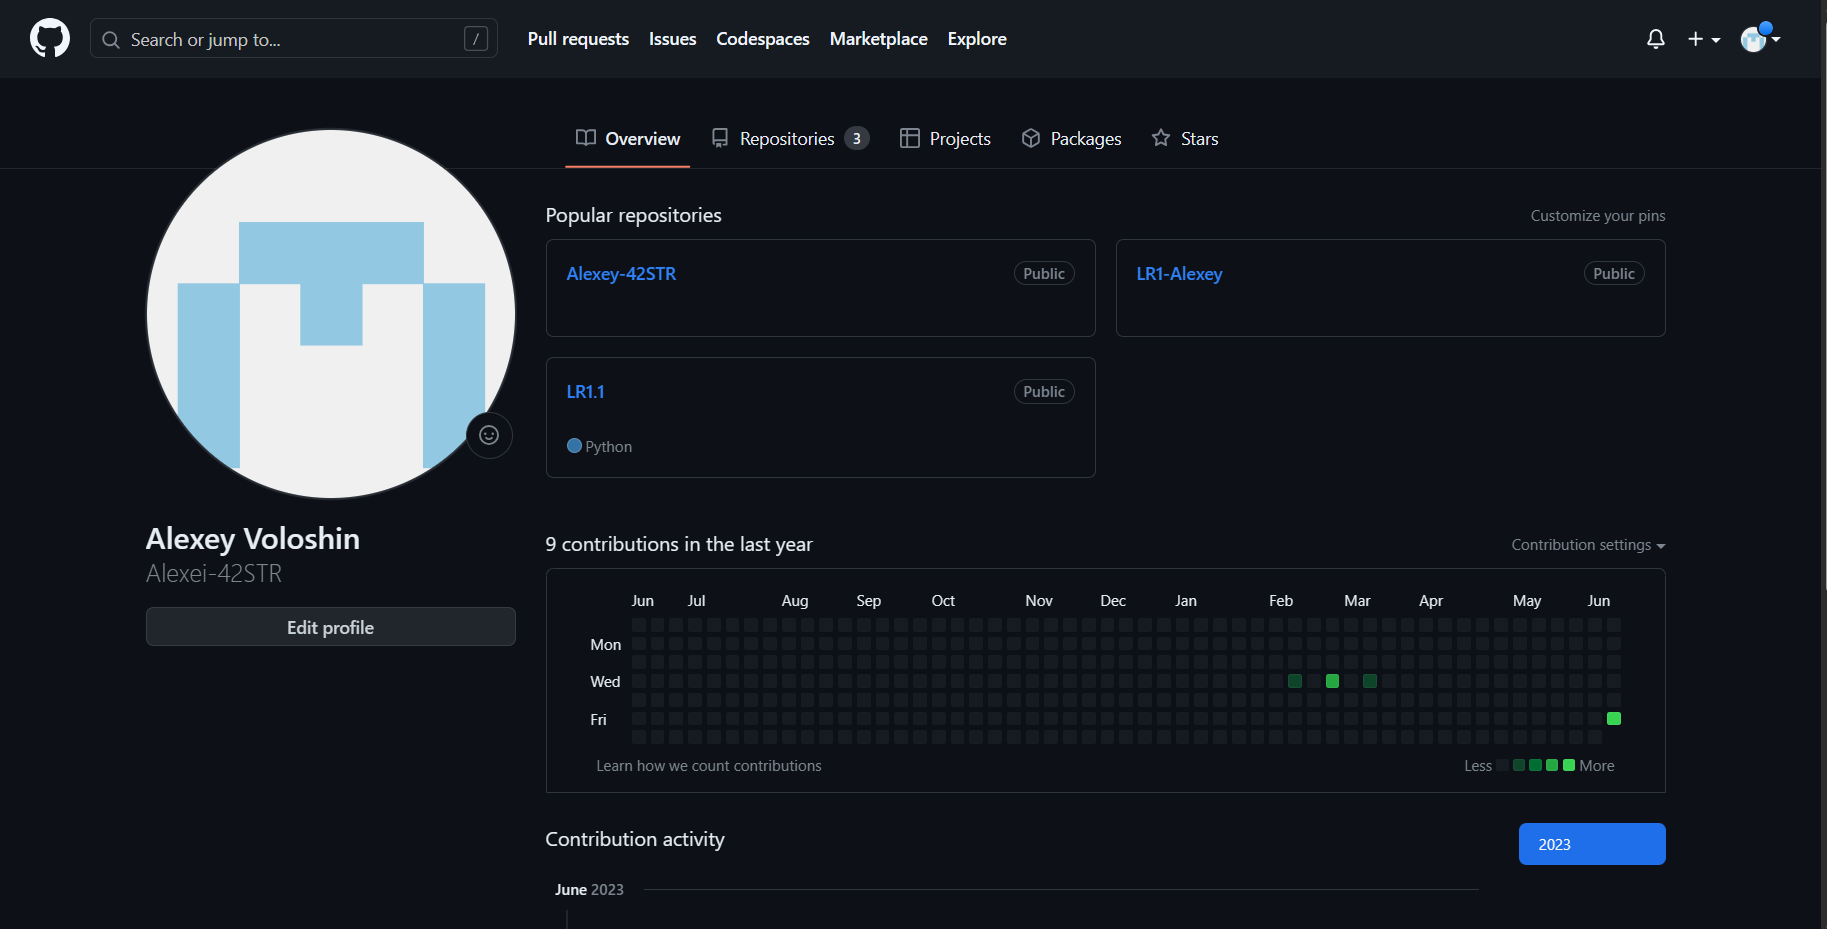 Search or jump to... /
Pull requests Issues Codespaces Marketplace Explore
Overview Repositories 3 Projects Packages Stars
Popular repositories Customize your pins
Alexey-42STR Public
LR1-Alexey Public
LR1.1 Public
Python
Alexey Voloshin
Alexei-42STR
Edit profile
9 contributions in the last year Contribution settings
Jun Jul Aug Sep Oct Nov Dec Jan Feb Mar Apr May Jun
Mon
Wed
Fri
Learn how we count contributions Less More
Contribution activity
2023
June 2023